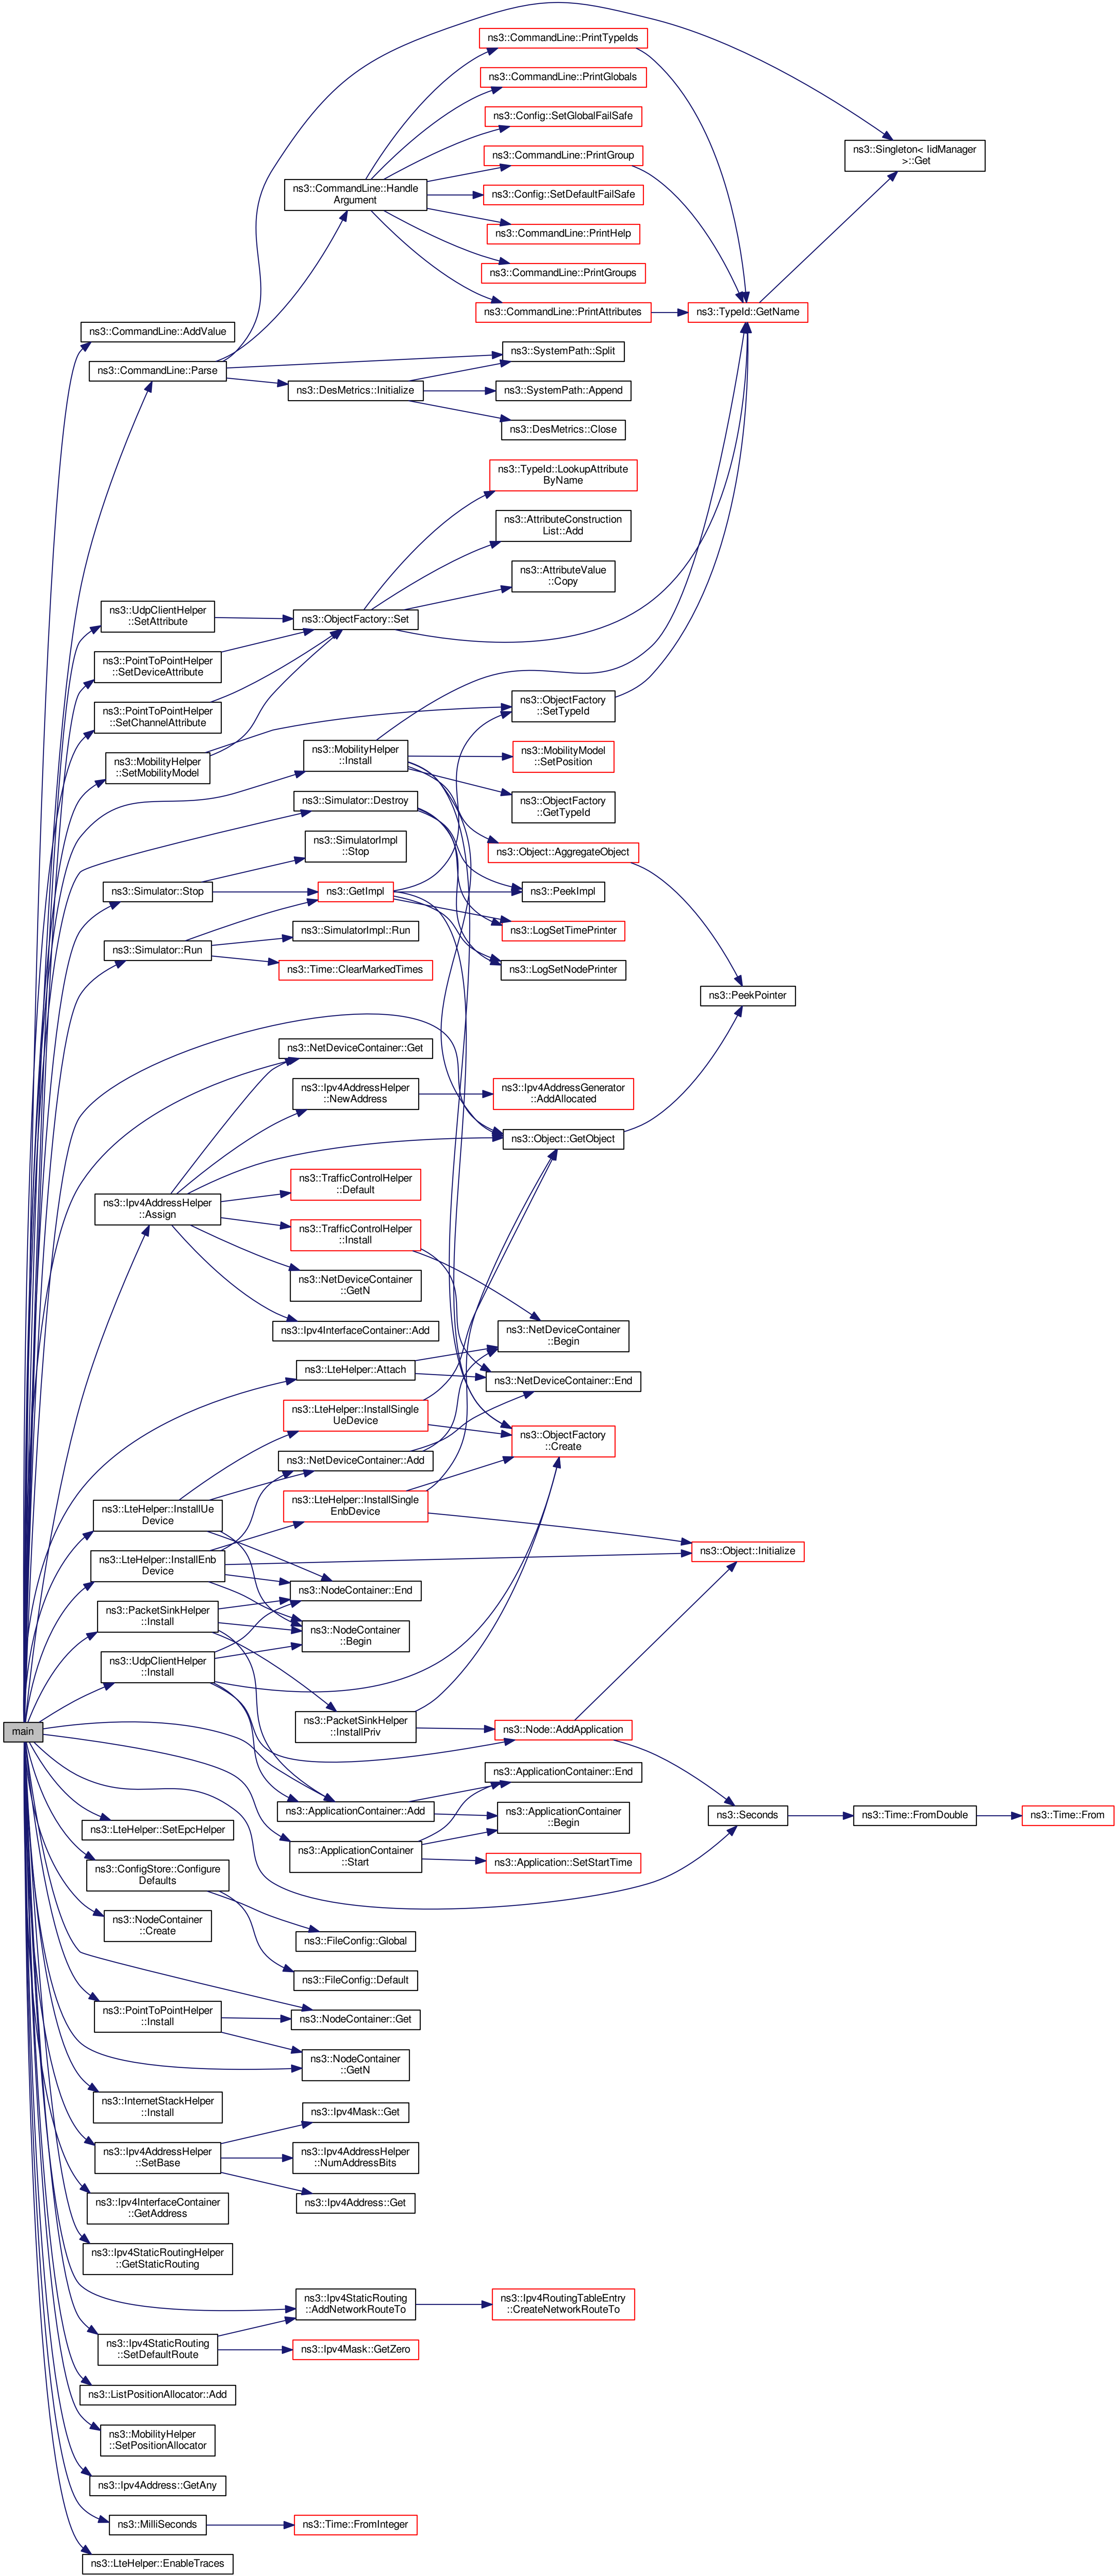 ns3::CommandLine::PrintTypeIds
ns3::CommandLine::PrintGlobals
ns3::Config::SetGlobalFailSafe
ns3::Singleton< IidManager
>::Get
ns3::CommandLine::PrintGroup
ns3::CommandLine::Handle
Argument
ns3::Config::SetDefaultFailSafe
ns3::CommandLine::PrintHelp
ns3::CommandLine::PrintGroups
ns3::CommandLine::PrintAttributes
ns3::TypeId::GetName
ns3::CommandLine::AddValue
ns3::SystemPath::Split
ns3::CommandLine::Parse
ns3::DesMetrics::Initialize
ns3::SystemPath::Append
ns3::DesMetrics::Close
ns3::TypeId::LookupAttribute
ByName
ns3::AttributeConstruction
List::Add
ns3::AttributeValue
::Copy
ns3::UdpClientHelper
::SetAttribute
ns3::ObjectFactory::Set
ns3::PointToPointHelper
::SetDeviceAttribute
ns3::ObjectFactory
::SetTypeId
ns3::PointToPointHelper
::SetChannelAttribute
ns3::MobilityHelper
::Install
ns3::MobilityModel
::SetPosition
ns3::MobilityHelper
::SetMobilityModel
ns3::Simulator::Destroy
ns3::ObjectFactory
::GetTypeId
ns3::SimulatorImpl
::Stop
ns3::Object::AggregateObject
ns3::Simulator::Stop
ns3::GetImpl
ns3::PeekImpl
ns3::SimulatorImpl::Run
ns3::LogSetTimePrinter
ns3::Simulator::Run
ns3::Time::ClearMarkedTimes
ns3::LogSetNodePrinter
ns3::PeekPointer
ns3::NetDeviceContainer::Get
ns3::Ipv4AddressHelper
::NewAddress
ns3::Ipv4AddressGenerator
::AddAllocated
ns3::Object::GetObject
ns3::TrafficControlHelper
::Default
ns3::Ipv4AddressHelper
::Assign
ns3::TrafficControlHelper
::Install
ns3::NetDeviceContainer
::GetN
ns3::Ipv4InterfaceContainer::Add
ns3::NetDeviceContainer
::Begin
ns3::LteHelper::Attach
ns3::NetDeviceContainer::End
ns3::LteHelper::InstallSingle
UeDevice
ns3::ObjectFactory
::Create
ns3::NetDeviceContainer::Add
ns3::LteHelper::InstallSingle
EnbDevice
ns3::LteHelper::InstallUe
Device
ns3::Object::Initialize
ns3::LteHelper::InstallEnb
Device
ns3::NodeContainer::End
ns3::PacketSinkHelper
::Install
ns3::NodeContainer
::Begin
ns3::UdpClientHelper
::Install
ns3::PacketSinkHelper
::InstallPriv
main
ns3::Node::AddApplication
ns3::ApplicationContainer::End
ns3::ApplicationContainer::Add
ns3::ApplicationContainer
::Begin
ns3::Seconds
ns3::Time::FromDouble
ns3::Time::From
ns3::LteHelper::SetEpcHelper
ns3::ApplicationContainer
::Start
ns3::Application::SetStartTime
ns3::ConfigStore::Configure
Defaults
ns3::NodeContainer
::Create
ns3::FileConfig::Global
ns3::FileConfig::Default
ns3::PointToPointHelper
::Install
ns3::NodeContainer::Get
ns3::NodeContainer
::GetN
ns3::InternetStackHelper
::Install
ns3::Ipv4Mask::Get
ns3::Ipv4AddressHelper
::SetBase
ns3::Ipv4AddressHelper
::NumAddressBits
ns3::Ipv4InterfaceContainer
::GetAddress
ns3::Ipv4Address::Get
ns3::Ipv4StaticRoutingHelper
::GetStaticRouting
ns3::Ipv4StaticRouting
::AddNetworkRouteTo
ns3::Ipv4RoutingTableEntry
::CreateNetworkRouteTo
ns3::Ipv4StaticRouting
::SetDefaultRoute
ns3::Ipv4Mask::GetZero
ns3::ListPositionAllocator::Add
ns3::MobilityHelper
::SetPositionAllocator
ns3::Ipv4Address::GetAny
ns3::MilliSeconds
ns3::Time::FromInteger
ns3::LteHelper::EnableTraces